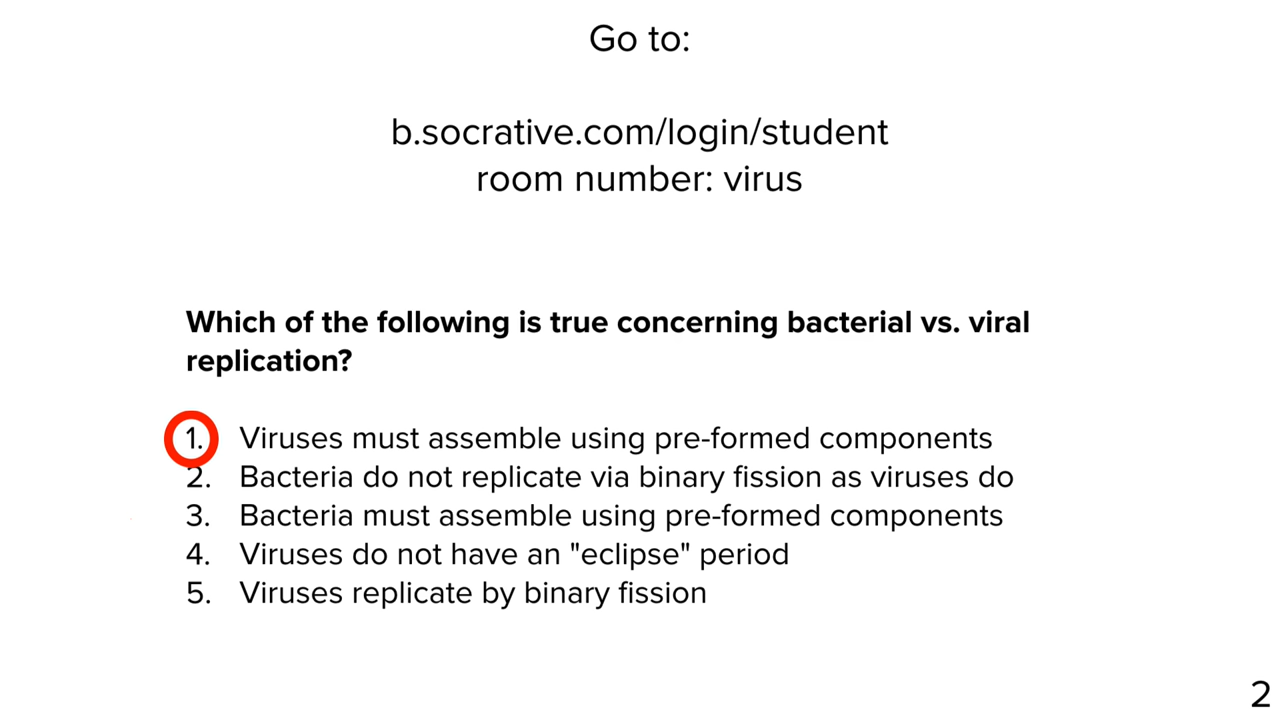 Go to:
b.socrative.com/login/student
room number: virus
Which of the following is true concerning bacterial vs. viral
replication?
1. Viruses must assemble using pre-formed components
2. Bacteria do not replicate via binary fission as viruses do
3. Bacteria must assemble using pre-formed components
4. Viruses do not have an "eclipse" period
5. Viruses replicate by binary fission
2